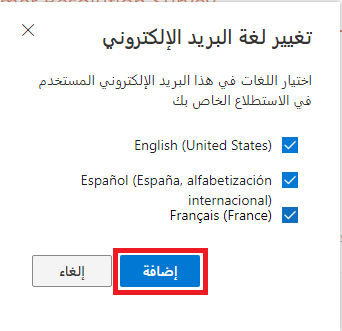 تغيير لغة البريد الإلكتروني
اختيار اللغات في هذا البريد الإلكتروني المستخدم
في الاستطلاع الخاص بك
English (United States)
Español (España, alfabetización
internacional)
Français (France)
إضافة
إلغاء